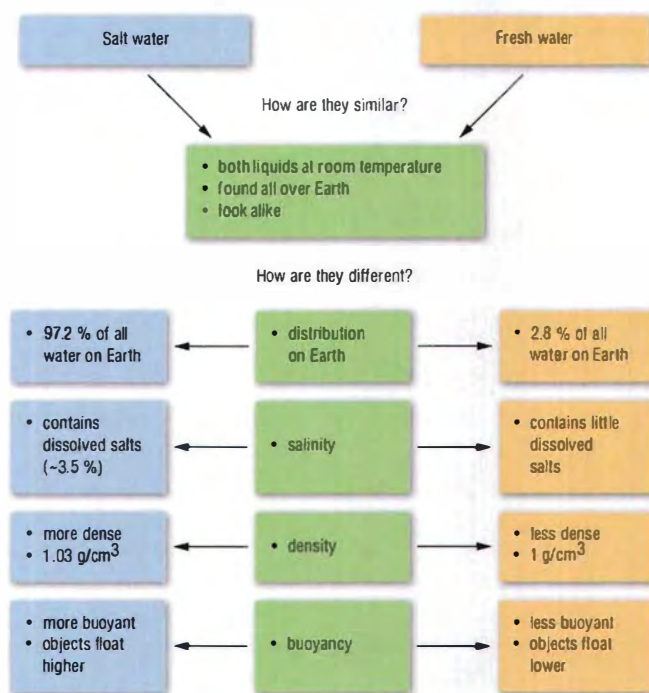 Salt water
Fresh water
How are they similar?
• both liquids at room temperature
• found all over Earth
• look alike
How are they different?
• 97.2 % of all
water on Earth
• distribution
on Earth
• 2.8 % of all
water on Earth
• contains
dissolved salts
(~3.5 %)
• salinity
• contains little
dissolved
salts
• more dense
• 1.03 g/cm³
• density
• less dense
• 1 g/cm³
• more buoyant
• objects float
higher
• buoyancy
• less buoyant
• objects float
lower